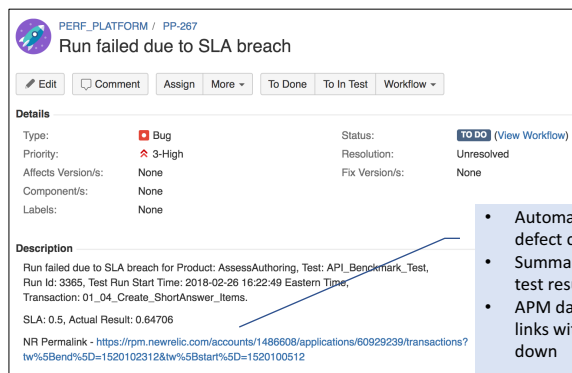 PERF_PLATFORM / PP-267
Run failed due to SLA breach
Edit Comment Assign More To Done To In Test Workflow
Details
Type: Bug Status: TO DO (View Workflow)
Priority: 3-High Resolution: Unresolved
Affects Version/s: None Fix Version/s: None
Component/s: None
Labels: None
Description
Run failed due to SLA breach for Product: AssessAuthoring, Test: API_Benckmark_Test,
Run Id: 3365, Test Run Start Time: 2018-02-26 16:22:49 Eastern Time,
Transaction: 01_04_Create_ShortAnswer_Items.
SLA: 0.5, Actual Result: 0.64706
NR Permalink - https://rpm.newrelic.com/accounts/1486608/applications/60929239/transactions?
tw%5Bend%5D=1520102312&tw%5Bstart%5D=1520100512
• Automa
defect c
• Summa
test resu
• APM da
links wit
down